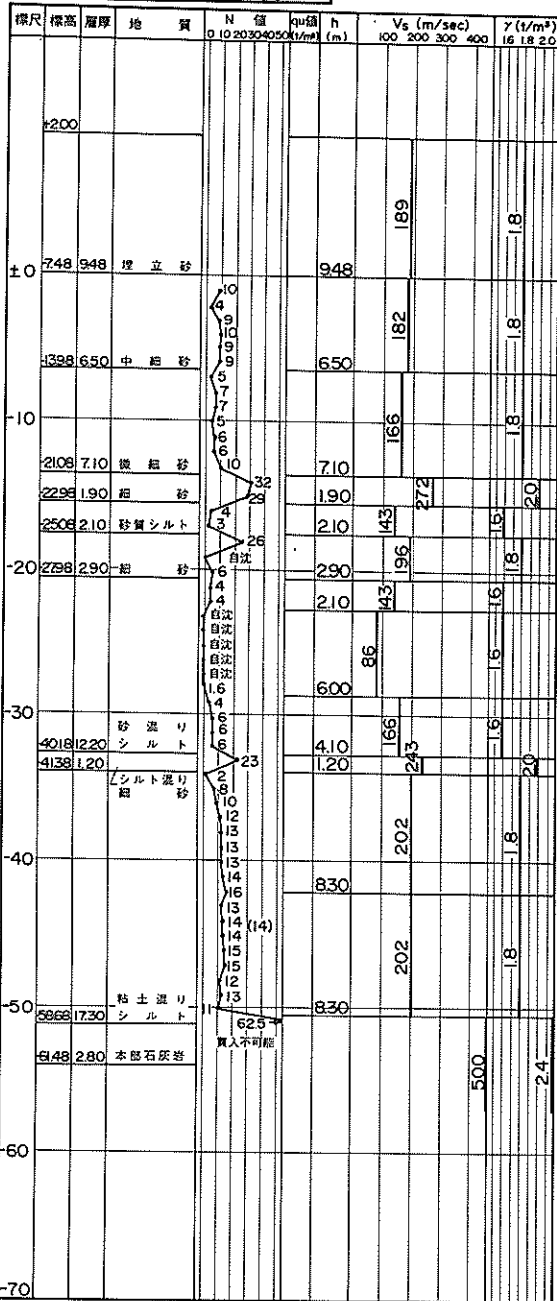 標尺 標高 層厚 地質 N値 qu値 h Vs (m/sec) γ(t/m³)
0 10 20 30 40 50 (t/m²) (m) 100 200 300 400 1.6 1.8 2.0
+2.00
189 1.8
±0 -7.48 9.48 埋立砂 9.48
10
4
9
10 182 1.8
9
9
-13.98 6.50 中細砂 6.50
5
7
7
-10 5 166 1.8
6
6
-21.08 7.10 微細砂 10 7.10
32
-22.98 1.90 細砂 29 1.90 272 2.0
4
-25.08 2.10 砂質シルト 3 2.10 143 1.6
26
自沈 196 1.8
-20 -27.98 2.90 細砂 6 2.90
4
4 2.10 143 1.6
自沈
自沈
自沈 86 1.6
自沈
自沈
1.6 6.00
4
-30 6
砂混り 6 166 1.6
-40.18 12.20 シルト 6 4.10
-41.38 1.20 23 1.20 243 2.0
シルト混り 2
細砂 8
10
12
13
13 202 1.8
-40 13
14
16 8.30
13
14 (14)
14
15 202 1.8
15
12
粘土混り 13
-50 -58.68 17.30 シルト 11 8.30
62.5
貫入不可能
-61.48 2.80 本部石灰岩 500 2.4
-60
-70